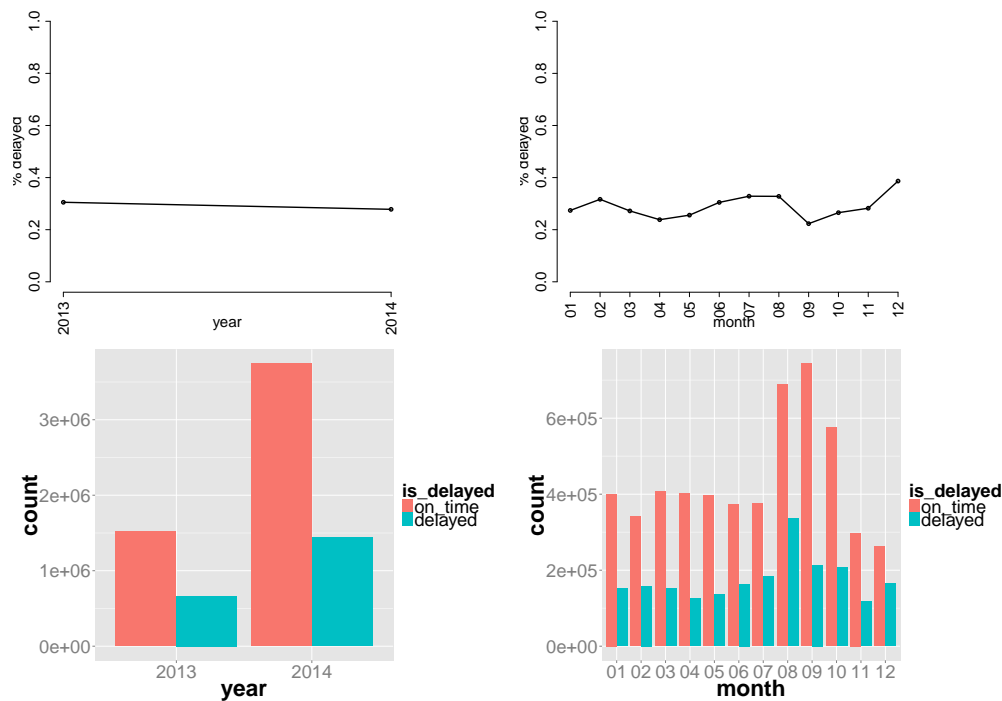 % delayed
0.0 0.2 0.4 0.6 0.8 1.0
2013 2014
year
% delayed
0.0 0.2 0.4 0.6 0.8 1.0
01 02 03 04 05 06 07 08 09 10 11 12
month
count
3e+06
2e+06
1e+06
0e+00
2013 2014
year
is_delayed
on_time
delayed
count
6e+05
4e+05
2e+05
0e+00
01 02 03 04 05 06 07 08 09 10 11 12
month
is_delayed
on_time
delayed